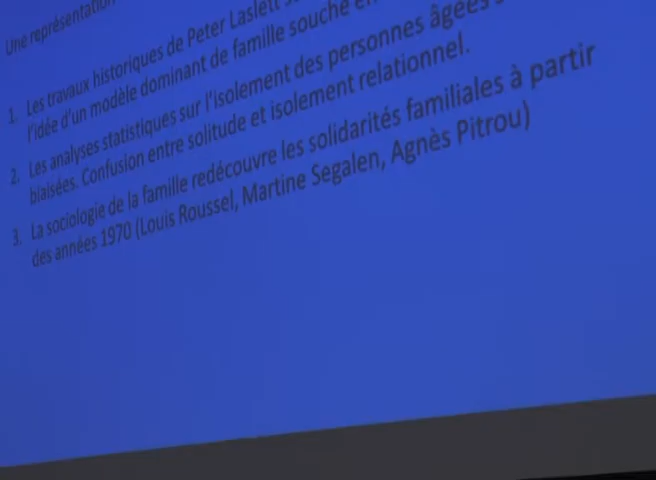 Une représentation
1. Les travaux historiques de Peter Laslett
l'idée d'un modèle dominant de famille souche en
2. Les analyses statistiques sur l'isolement des personnes âgées
biaisées. Confusion entre solitude et isolement relationnel.
3. La sociologie de la famille redécouvre les solidarités familiales à partir
des années 1970 (Louis Roussel, Martine Segalen, Agnès Pitrou)